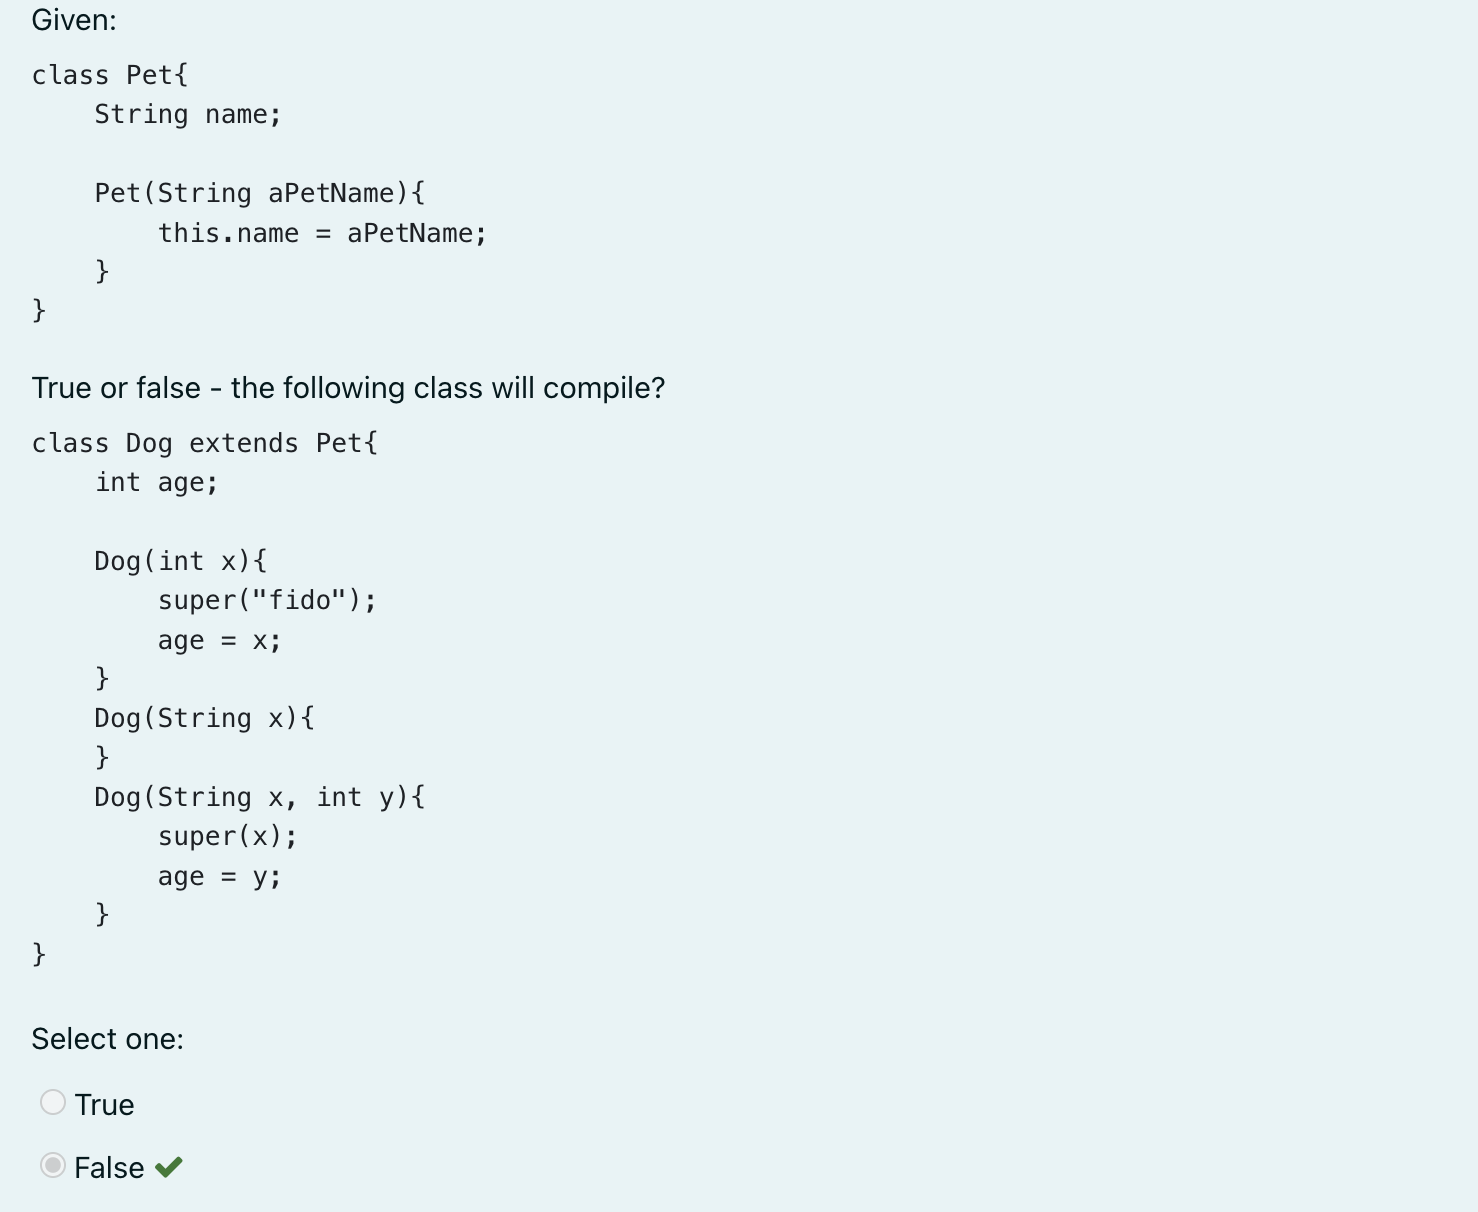 Given:
class Pet{
    String name;

    Pet(String aPetName){
        this.name = aPetName;
    }
}

True or false - the following class will compile?
class Dog extends Pet{
    int age;

    Dog(int x){
        super("fido");
        age = x;
    }
    Dog(String x){
    }
    Dog(String x, int y){
        super(x);
        age = y;
    }
}

Select one:
True
False